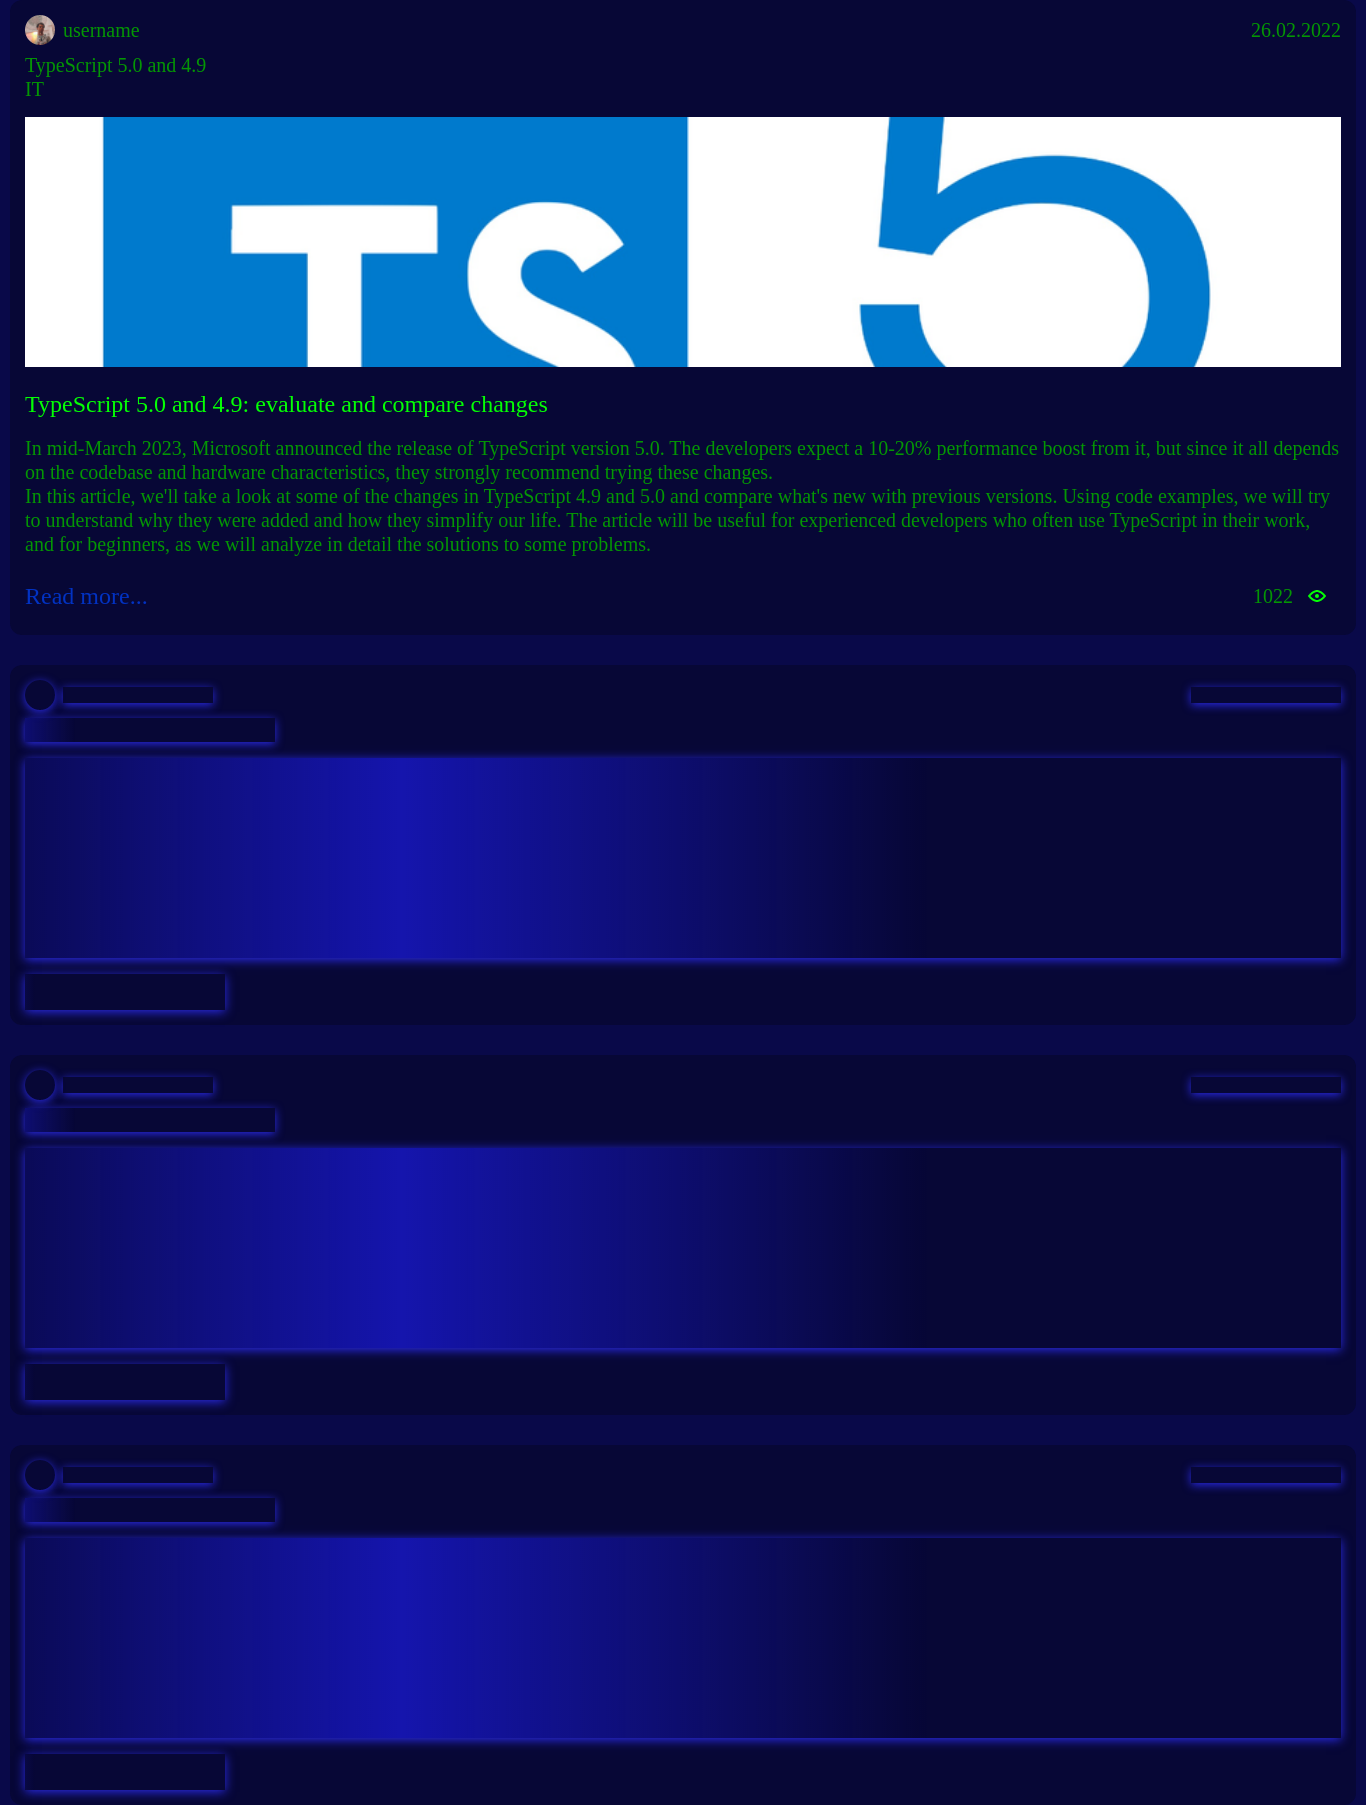 username
26.02.2022
TypeScript 5.0 and 4.9
IT
TS 5
TypeScript 5.0 and 4.9: evaluate and compare changes
In mid-March 2023, Microsoft announced the release of TypeScript version 5.0. The developers expect a 10-20% performance boost from it, but since it all depends
on the codebase and hardware characteristics, they strongly recommend trying these changes.
In this article, we'll take a look at some of the changes in TypeScript 4.9 and 5.0 and compare what's new with previous versions. Using code examples, we will try
to understand why they were added and how they simplify our life. The article will be useful for experienced developers who often use TypeScript in their work,
and for beginners, as we will analyze in detail the solutions to some problems.
Read more...
1022